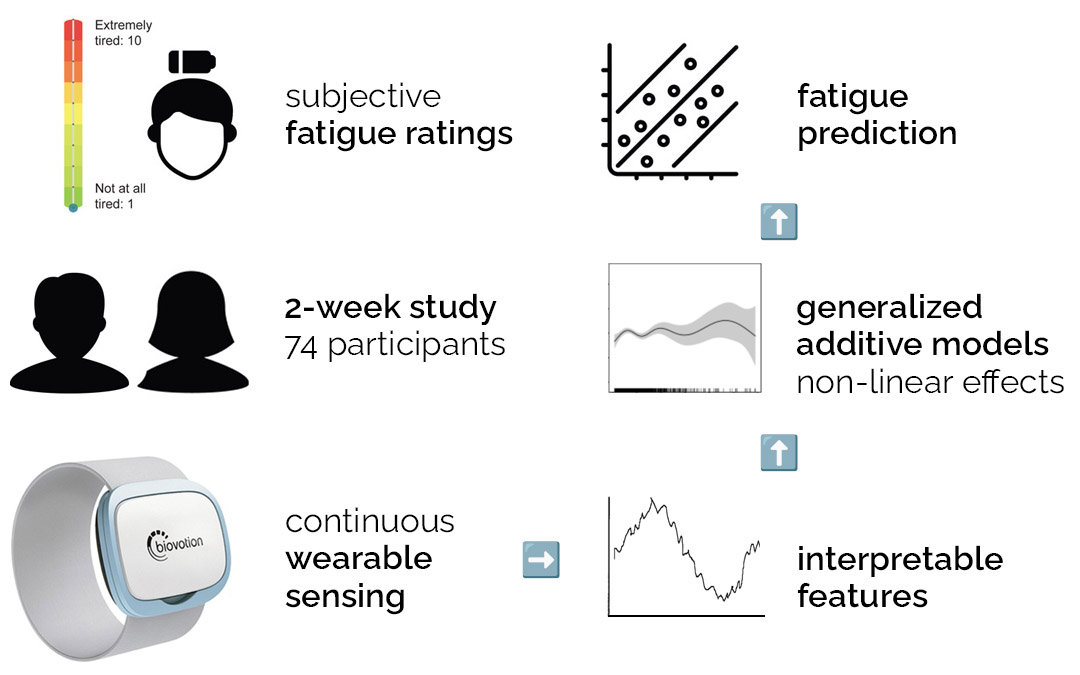 Extremely
tired: 10
Not at all
tired: 1
subjective
fatigue ratings
fatigue
prediction
2-week study
74 participants
generalized
additive models
non-linear effects
biovotion
continuous
wearable
sensing
interpretable
features